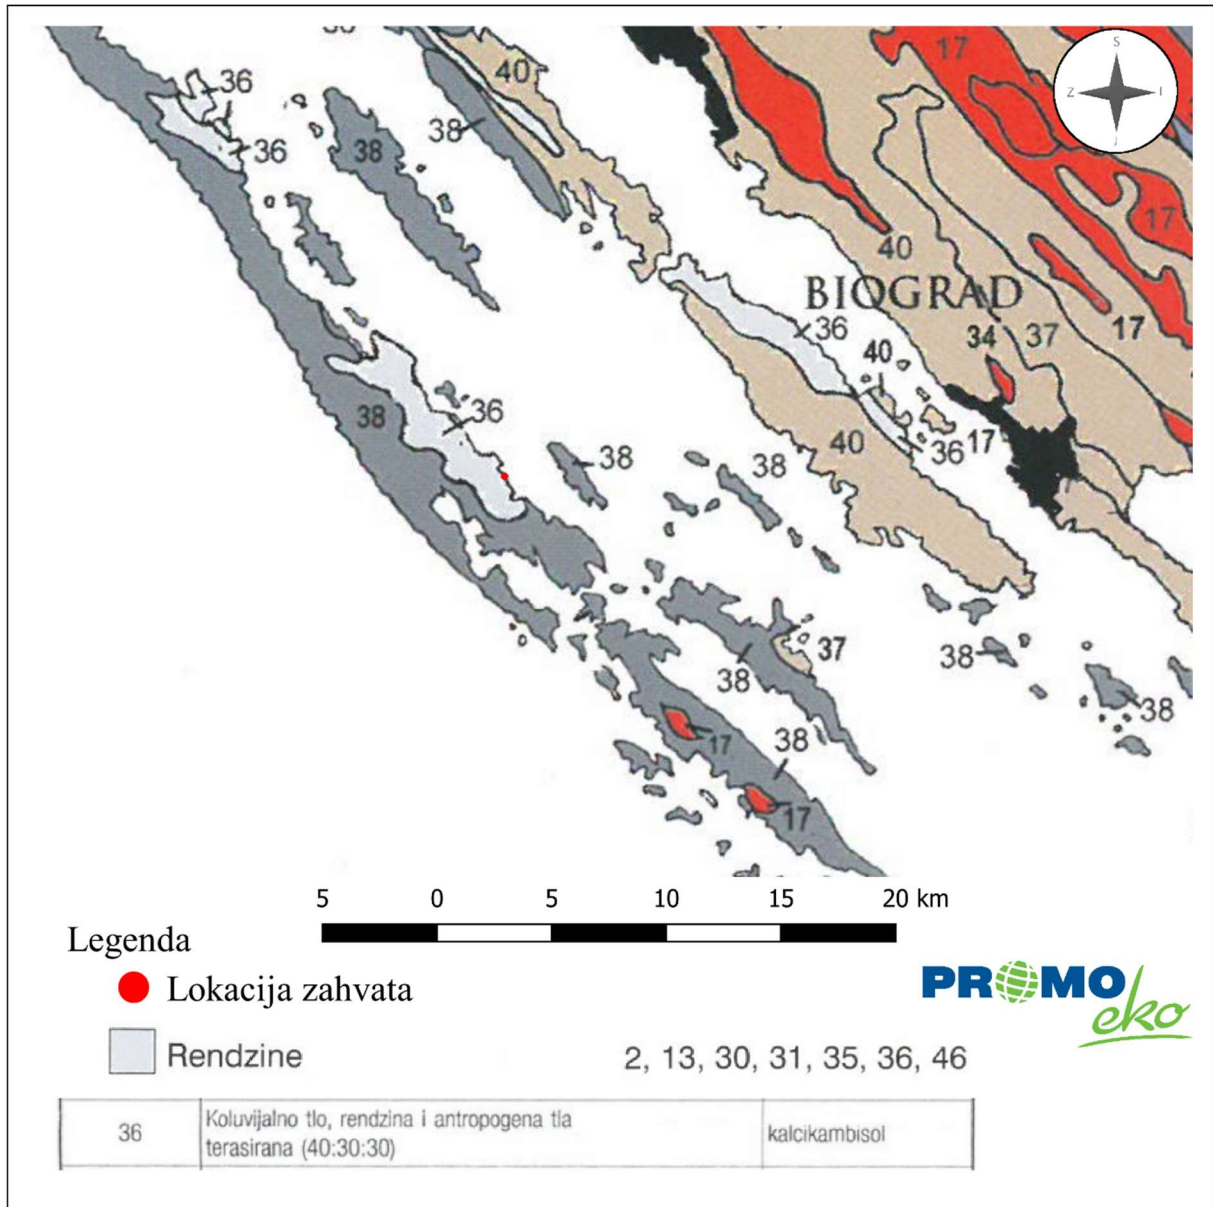 40
17
S
Z I
J
36
38
38
36
17
40
BIOGRAD
36
34 37 17
40
38
36
40
36 17
38
38
37
38
38
38
17
38
17
5 0 5 10 15 20 km
Legenda
Lokacija zahvata
PROMO
eko
Rendzine 2, 13, 30, 31, 35, 36, 46
36
Koluvijalno tlo, rendzina i antropogena tla
terasirana (40:30:30)
kalcikambisol